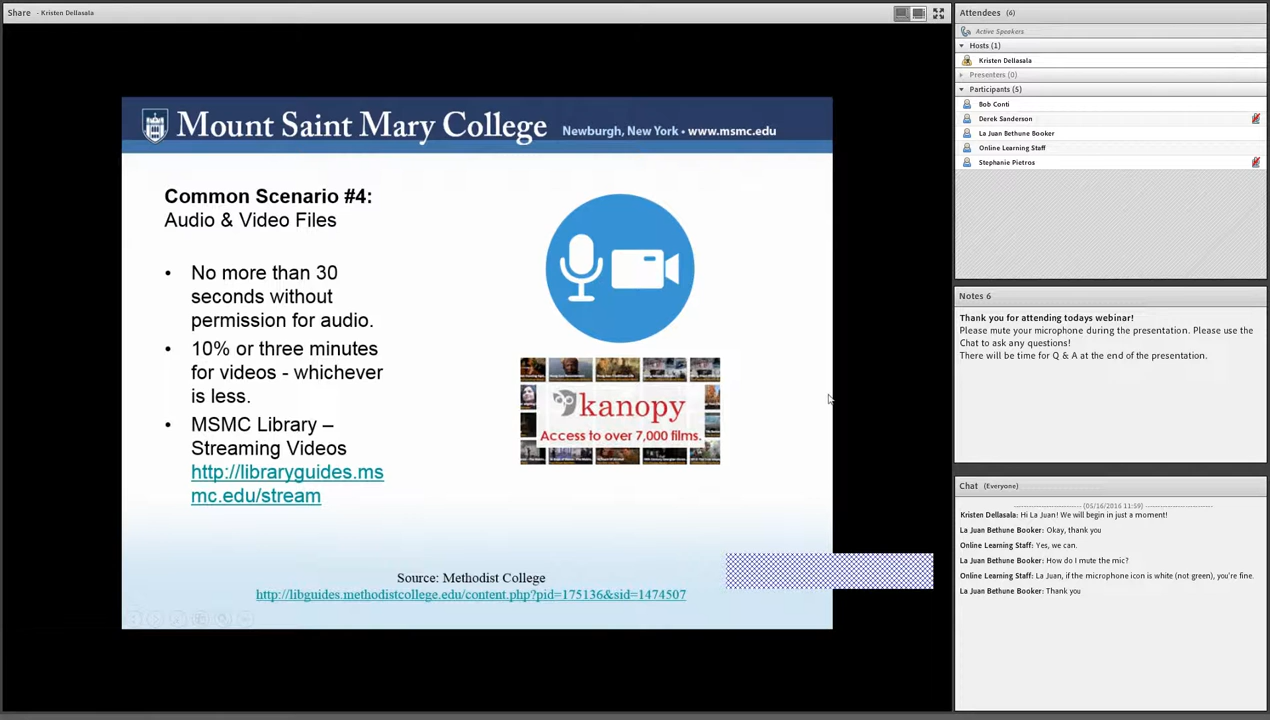 Share - Kristen Dellasala
Mount Saint Mary College Newburgh, New York • www.msmc.edu
Common Scenario #4:
Audio & Video Files
• No more than 30
seconds without
permission for audio.
• 10% or three minutes
for videos - whichever
is less.
• MSMC Library –
Streaming Videos
http://libraryguides.ms
mc.edu/stream
kanopy
Access to over 7,000 films.
Source: Methodist College
http://libguides.methodistcollege.edu/content.php?pid=175136&sid=1474507
Attendees (6)
Active Speakers
Hosts (1)
Kristen Dellasala
Presenters (0)
Participants (5)
Bob Conti
Derek Sanderson
La Juan Bethune Booker
Online Learning Staff
Stephanie Pietros
Notes 6
Thank you for attending todays webinar!
Please mute your microphone during the presentation. Please use the
Chat to ask any questions!
There will be time for Q & A at the end of the presentation.
Chat (Everyone)
(05/16/2016 11:59)
Kristen Dellasala: Hi La Juan! We will begin in just a moment!
La Juan Bethune Booker: Okay, thank you
Online Learning Staff: Yes, we can.
La Juan Bethune Booker: How do I mute the mic?
Online Learning Staff: La Juan, if the microphone icon is white (not green), you're fine.
La Juan Bethune Booker: Thank you